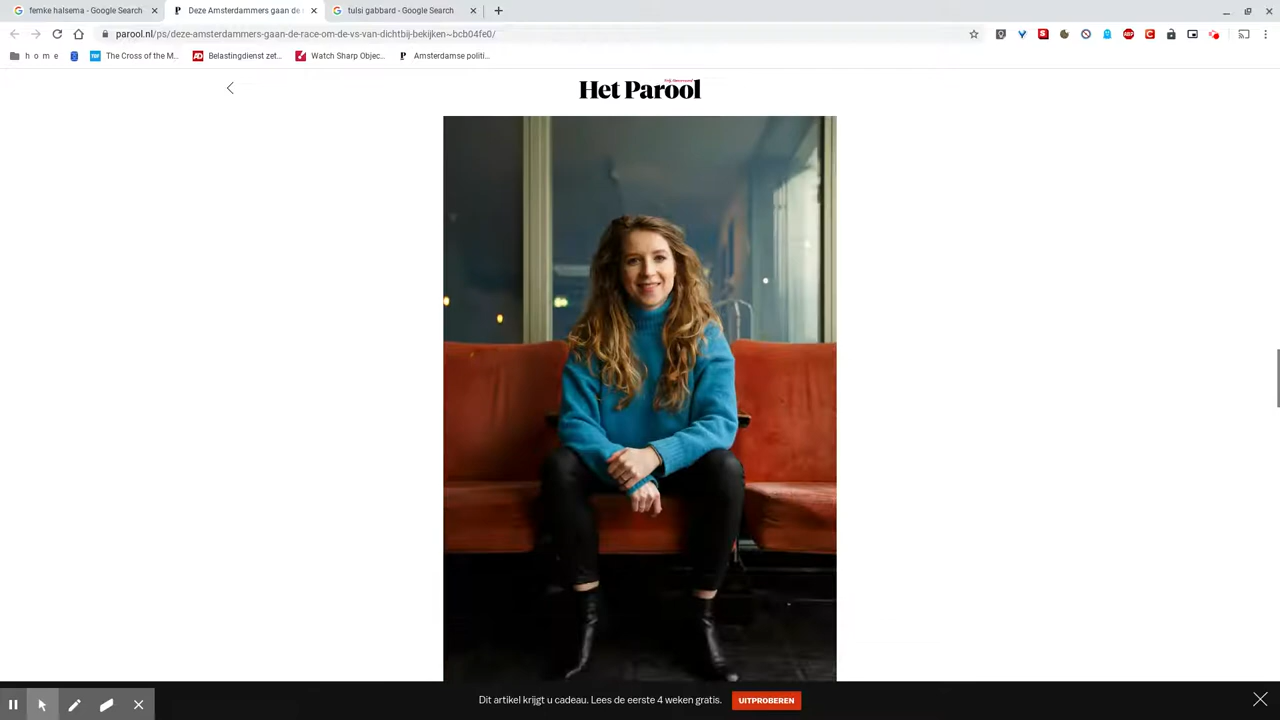 femke halsema - Google Search
Deze Amsterdammers gaan de
tulsi gabbard - Google Search
parool.nl/ps/deze-amsterdammers-gaan-de-race-om-de-vs-van-dichtbij-bekijken~bcb04fe0/
h o m e
The Cross of the M...
Belastingdienst zet...
Watch Sharp Objec...
Amsterdamse politi...
Het Parool
Dit artikel krijgt u cadeau. Lees de eerste 4 weken gratis.
UITPROBEREN